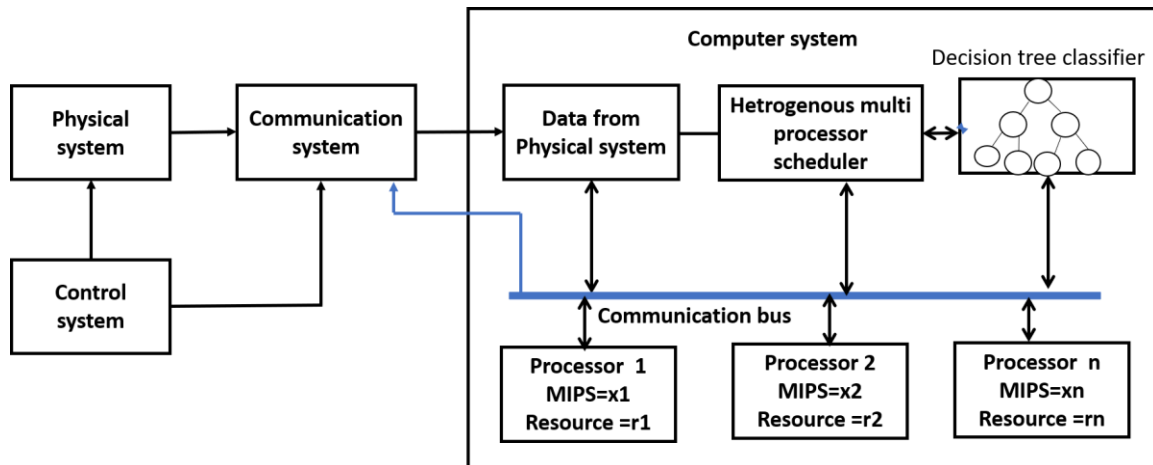 Computer system
Decision tree classifier
Physical
system
Communication
system
Data from
Physical system
Hetrogenous multi
processor
scheduler
Control
system
Communication bus
Processor 1
MIPS=x1
Resource =r1
Processor 2
MIPS=x2
Resource =r2
Processor n
MIPS=xn
Resource =rn